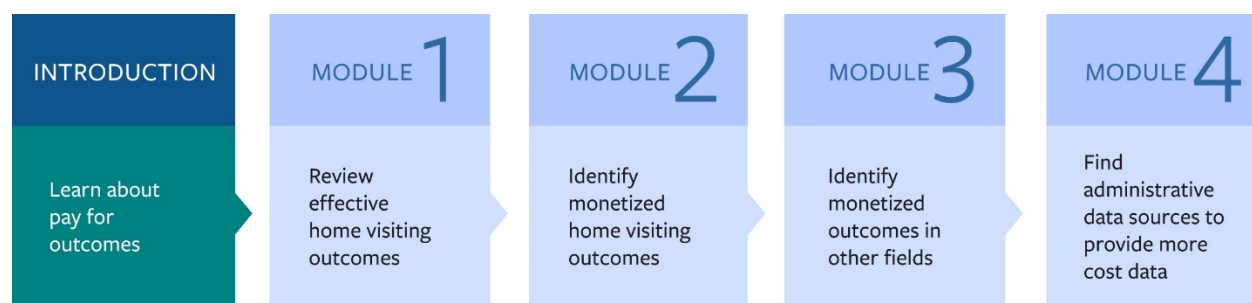 INTRODUCTION
Learn about
pay for
outcomes
MODULE 1
Review
effective
home visiting
outcomes
MODULE 2
Identify
monetized
home visiting
outcomes
MODULE 3
Identify
monetized
outcomes in
other fields
MODULE 4
Find
administrative
data sources to
provide more
cost data